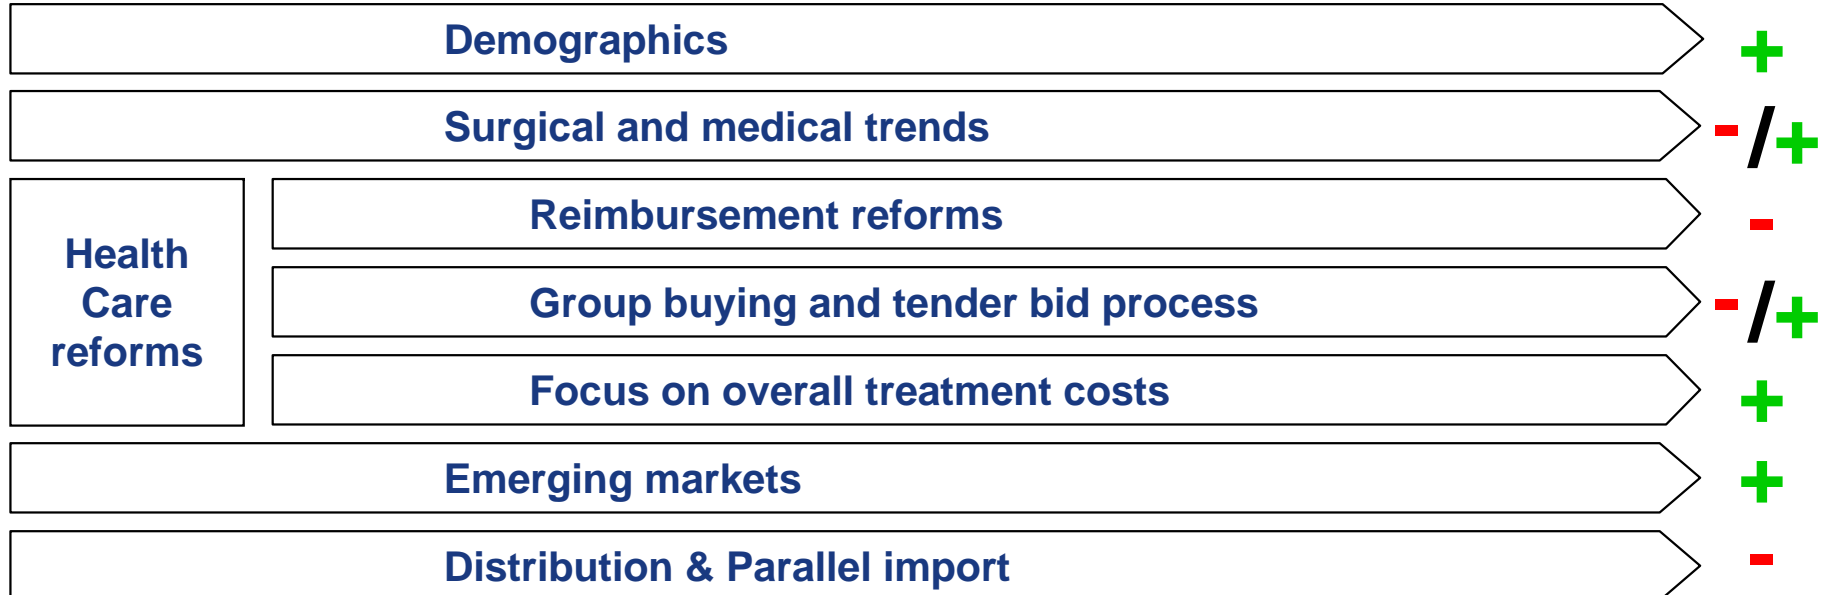 Demographics
+
Surgical and medical trends
-/+
Health
Care
reforms
Reimbursement reforms
-
Group buying and tender bid process
-/+
Focus on overall treatment costs
+
Emerging markets
+
Distribution & Parallel import
-